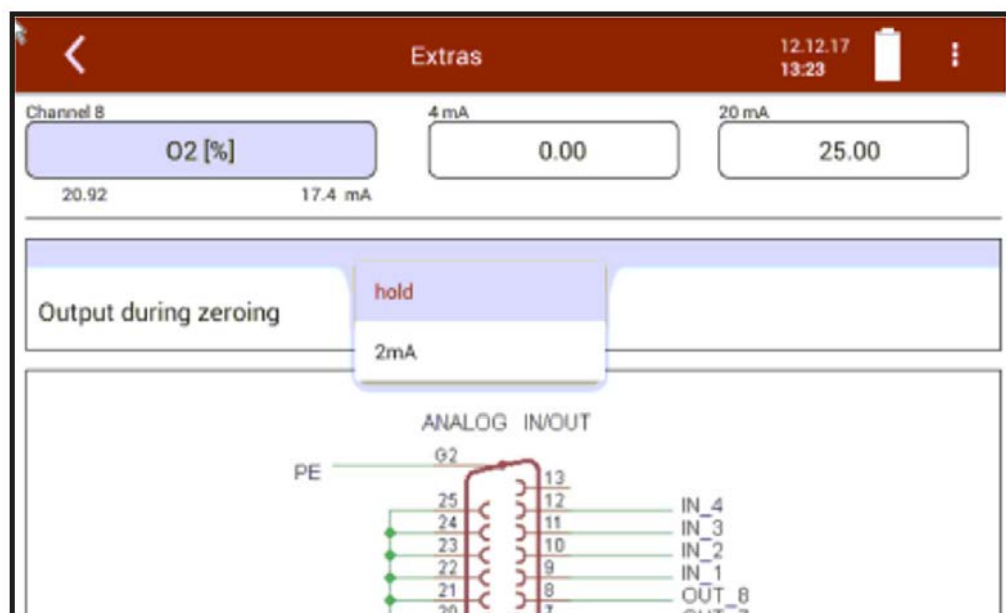 Extras
12.12.17
13:23
Channel 8
4 mA
20 mA
O2 [%]
0.00
25.00
20.92
17.4 mA
hold
Output during zeroing
2mA
ANALOG IN/OUT
G2
PE
13
25
12
IN_4
24
11
IN_3
23
10
IN_2
22
9
IN_1
21
8
OUT_8
20
7